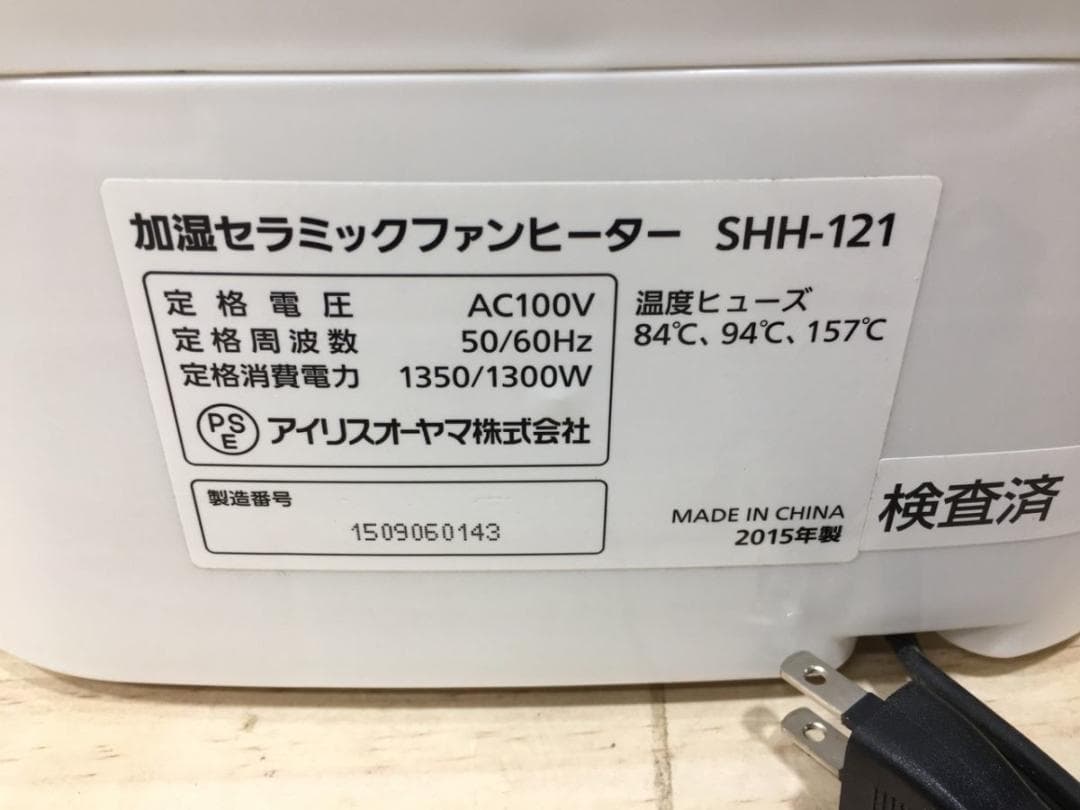 加湿セラミックファンヒーター SHH-121
定格電圧 AC100V
定格周波数 50/60Hz
定格消費電力 1350/1300W
PSE アイリスオーヤマ株式会社
温度ヒューズ
84℃、94℃、157℃
製造番号
1509060143
MADE IN CHINA
2015年製
検査済